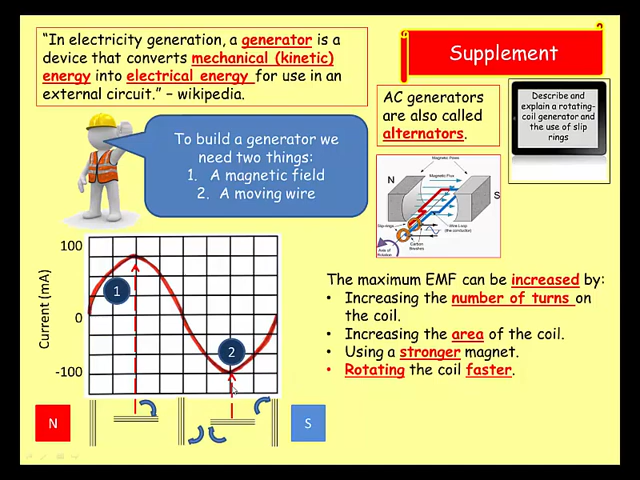 "In electricity generation, a generator is a
device that converts mechanical (kinetic)
energy into electrical energy for use in an
external circuit." – wikipedia.
Supplement
AC generators
are also called
alternators.
Describe and
explain a rotating-
coil generator and
the use of slip
rings
To build a generator we
need two things:
1. A magnetic field
2. A moving wire
Magnetic Poles
N
Magnetic Flux
S
Slip-rings
Wire Loop
(the conductor)
Carbon
Brushes
Axis of
Rotation
100
0
-100
Current (mA)
1
2
The maximum EMF can be increased by:
• Increasing the number of turns on
the coil.
• Increasing the area of the coil.
• Using a stronger magnet.
• Rotating the coil faster.
N
S